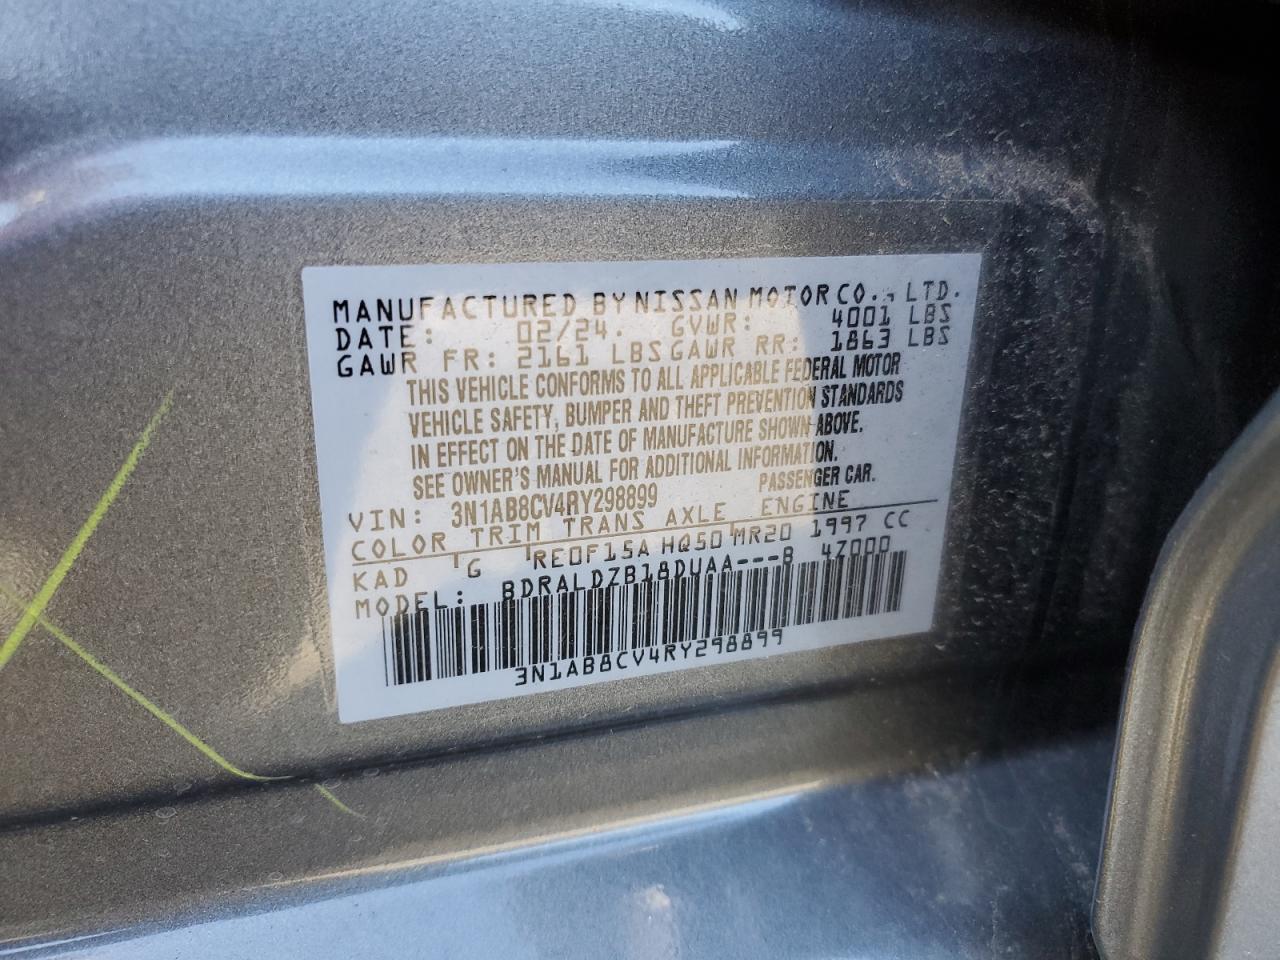 MANUFACTURED BY NISSAN MOTOR CO., LTD.
DATE: 02/24. GVWR: 4001 LBS
GAWR FR: 2161 LBS GAWR RR: 1863 LBS
THIS VEHICLE CONFORMS TO ALL APPLICABLE FEDERAL MOTOR
VEHICLE SAFETY, BUMPER AND THEFT PREVENTION STANDARDS
IN EFFECT ON THE DATE OF MANUFACTURE SHOWN ABOVE.
SEE OWNER'S MANUAL FOR ADDITIONAL INFORMATION.
VIN: 3N1AB8CV4RY298899 PASSENGER CAR.
COLOR TRIM TRANS AXLE ENGINE
KAD G RE0F15A HQ50 MR20 1997 CC
MODEL: BDRALDZB18DUAA---B 4Z000
3N1AB8CV4RY298899